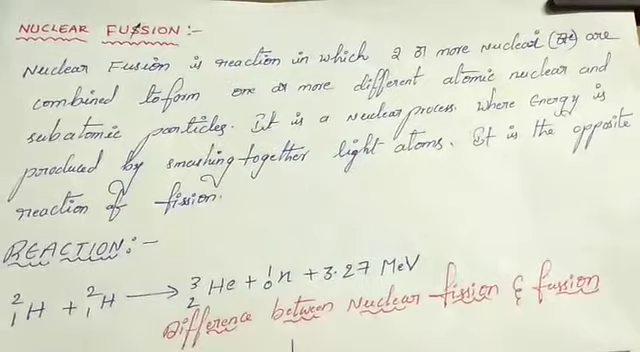 NUCLEAR FUSSION :-
Nuclear Fusion is reaction in which 2 or more nuclei are
combined to form one or more different atomic nuclear and
subatomic particles. It is a nuclear process. Where Energy is
produced by smashing together light atoms. It is the opposite
reaction of fission.
REACTION :-
²₁H + ²₁H ⟶ ³₂He + ¹₀n + 3.27 MeV
Difference between Nuclear fission & fussion